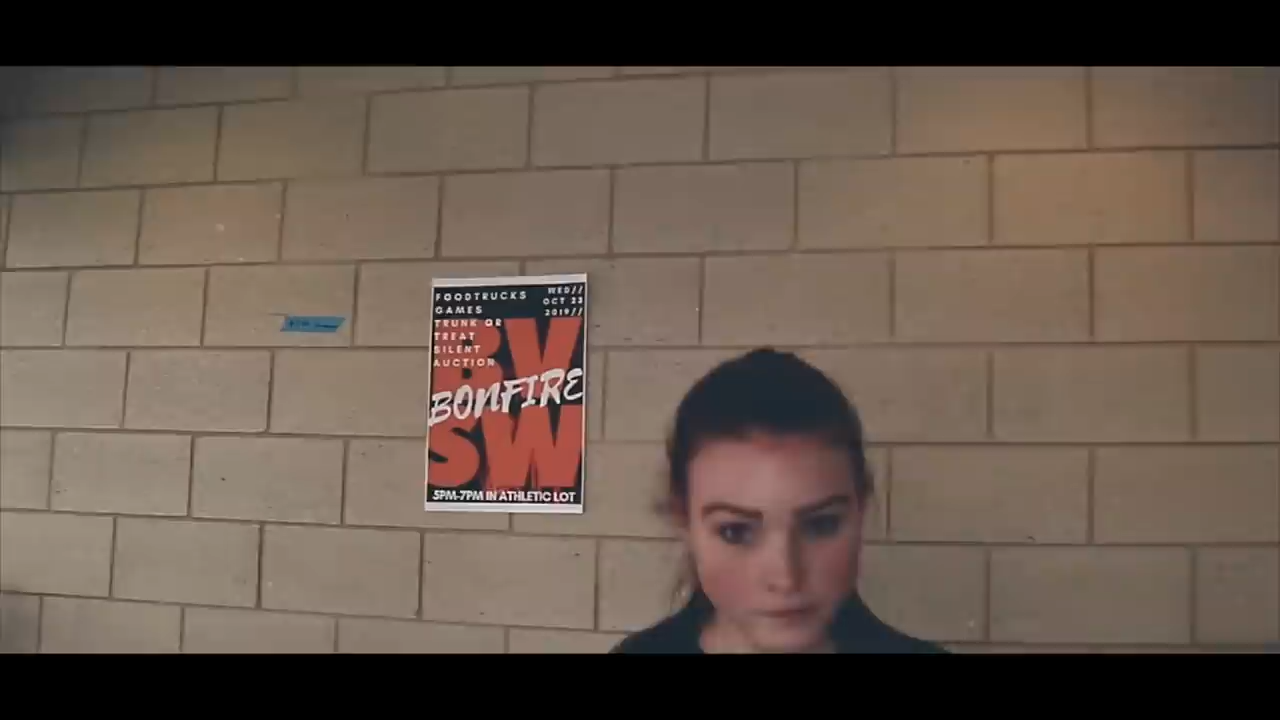 FOODTRUCKS
GAMES
TRUNK OR
TREAT
SILENT
AUCTION
WED//
OCT 23
2019//
BV
BONFIRE
SW
5PM-7PM IN ATHLETIC LOT